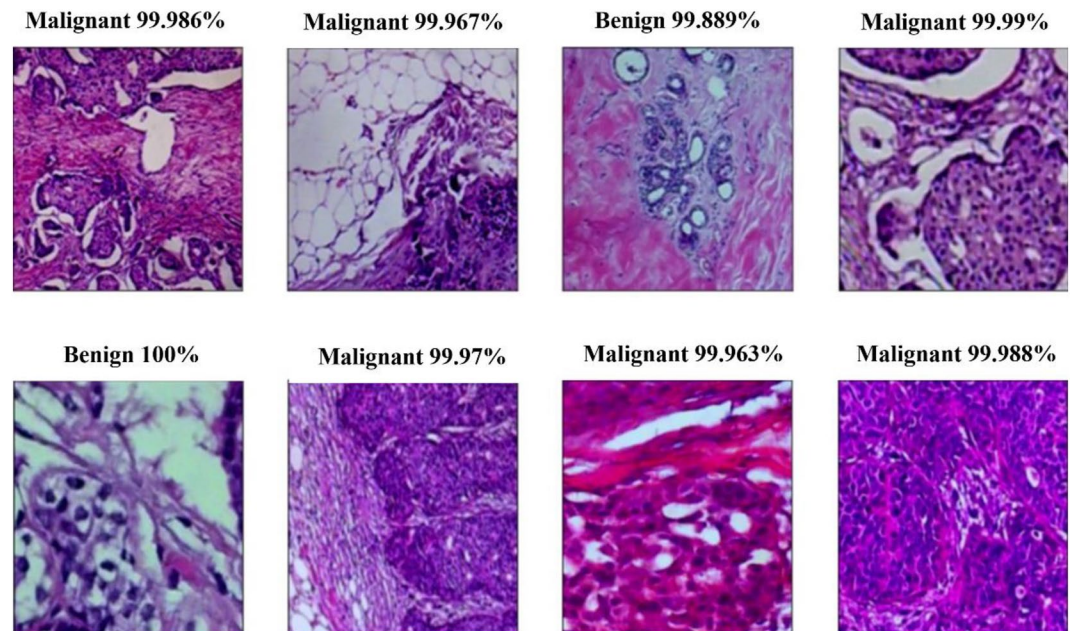 Malignant 99.986%
Malignant 99.967%
Benign 99.889%
Malignant 99.99%
Benign 100%
Malignant 99.97%
Malignant 99.963%
Malignant 99.988%